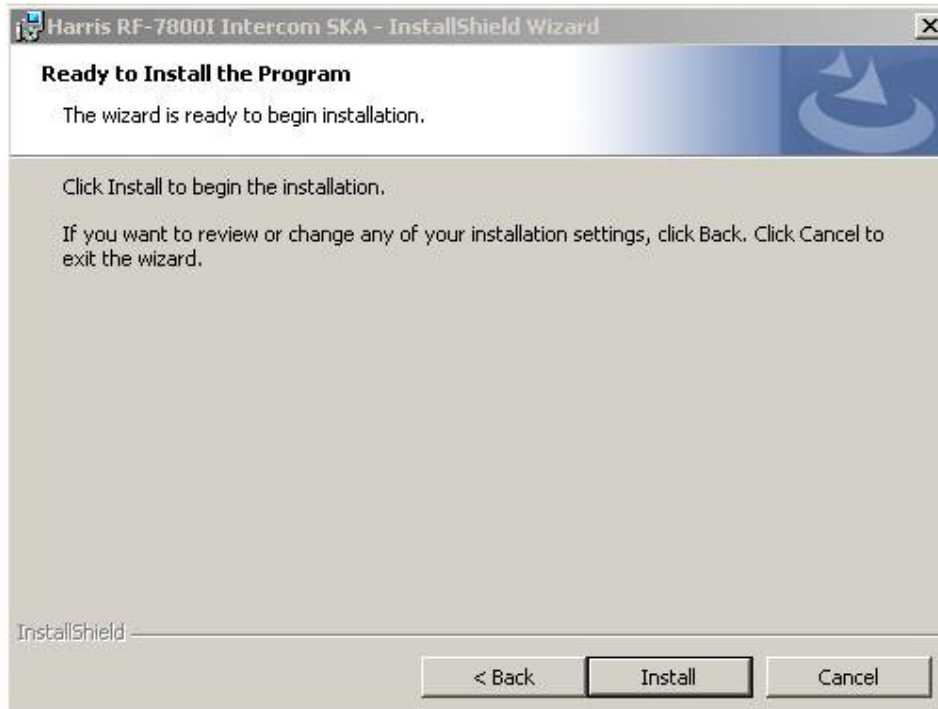 Harris RF-7800I Intercom SKA - InstallShield Wizard
Ready to Install the Program
The wizard is ready to begin installation.
Click Install to begin the installation.
If you want to review or change any of your installation settings, click Back. Click Cancel to
exit the wizard.
InstallShield
< Back
Install
Cancel